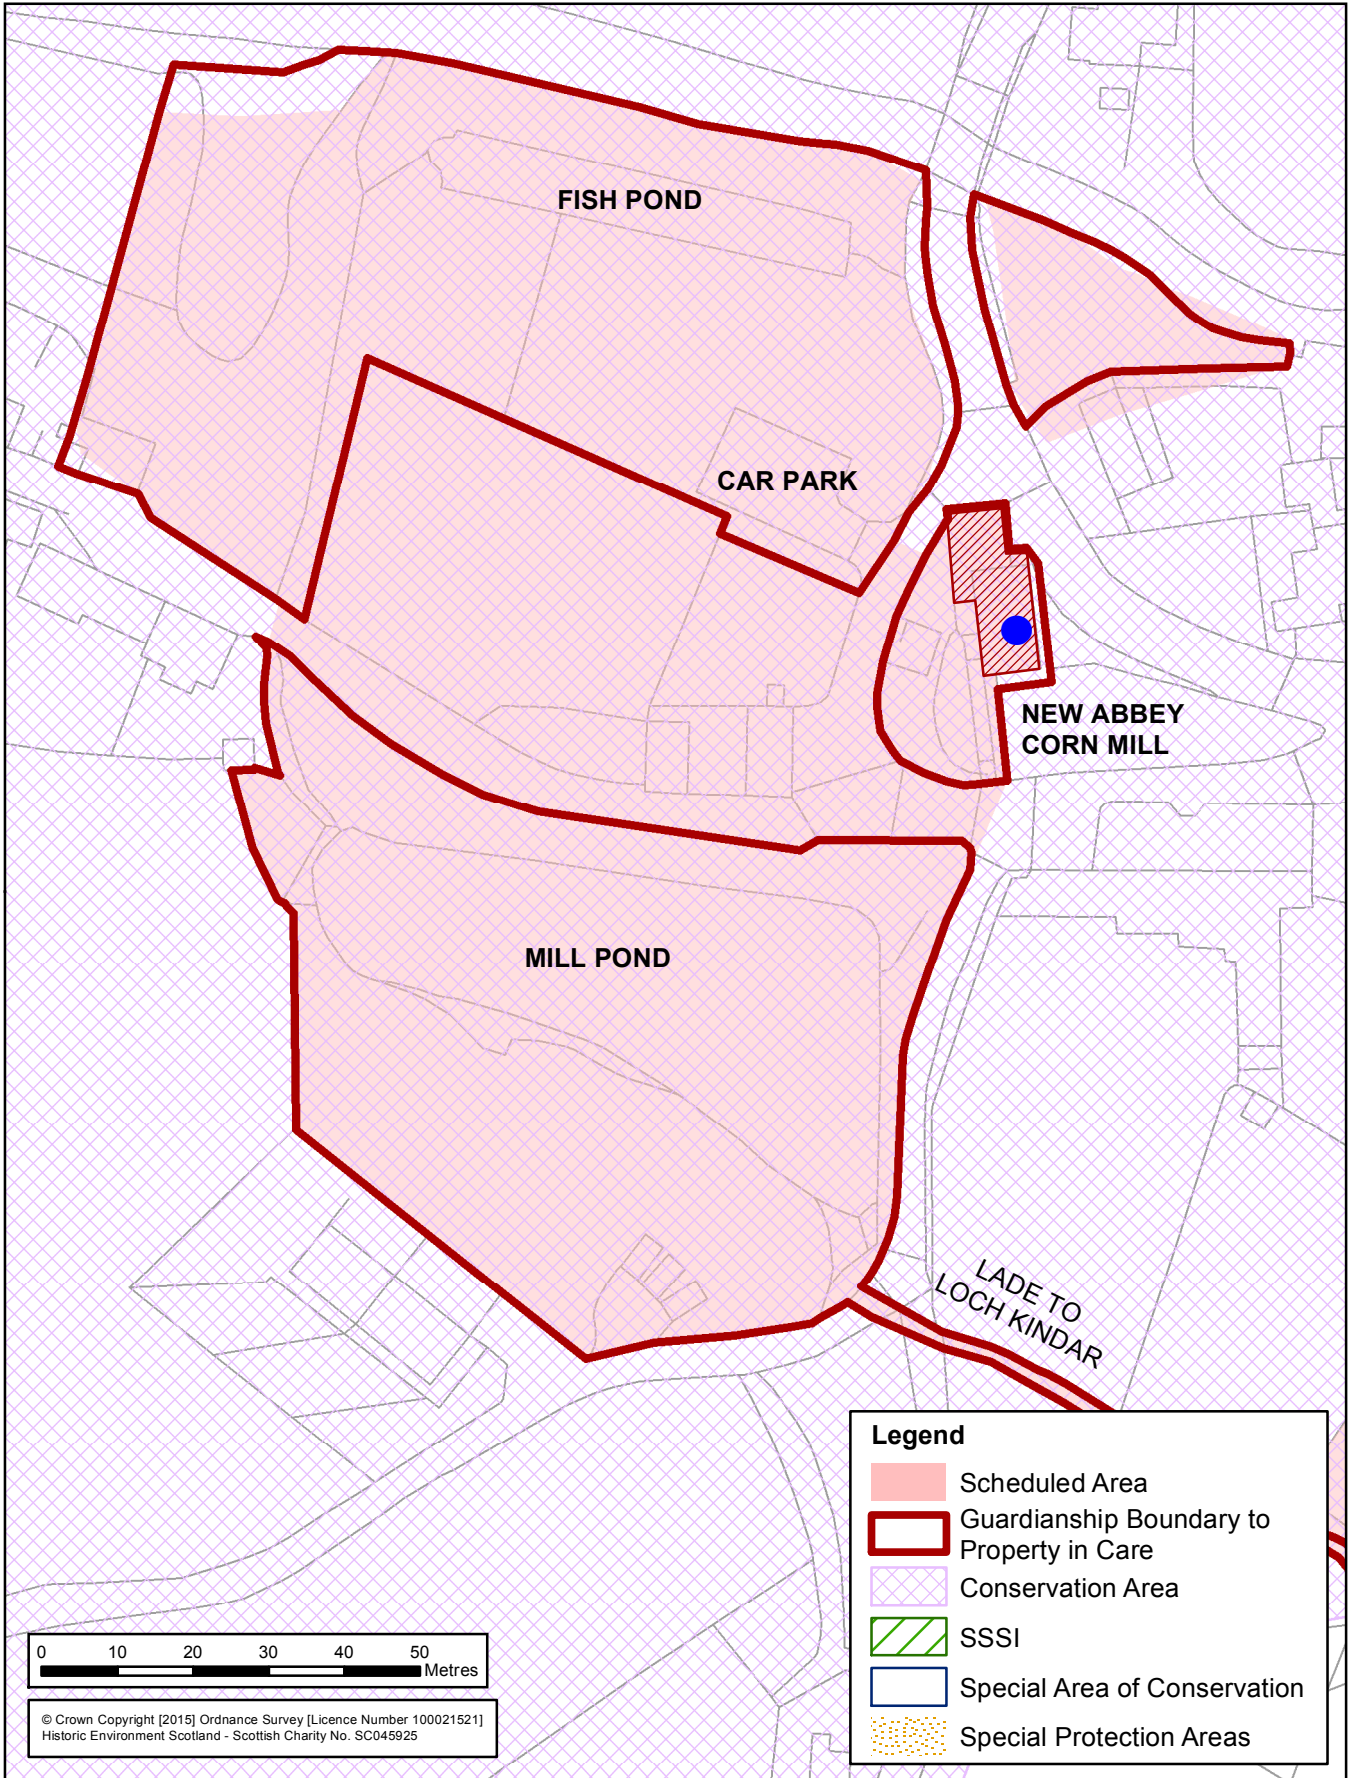 FISH POND
CAR PARK
NEW ABBEY
CORN MILL
MILL POND
LADE TO
LOCH KINDAR
Legend
Scheduled Area
Guardianship Boundary to
Property in Care
Conservation Area
SSSI
Special Area of Conservation
Special Protection Areas
0 10 20 30 40 50
Metres
© Crown Copyright [2015] Ordnance Survey [Licence Number 100021521]
Historic Environment Scotland - Scottish Charity No. SC045925